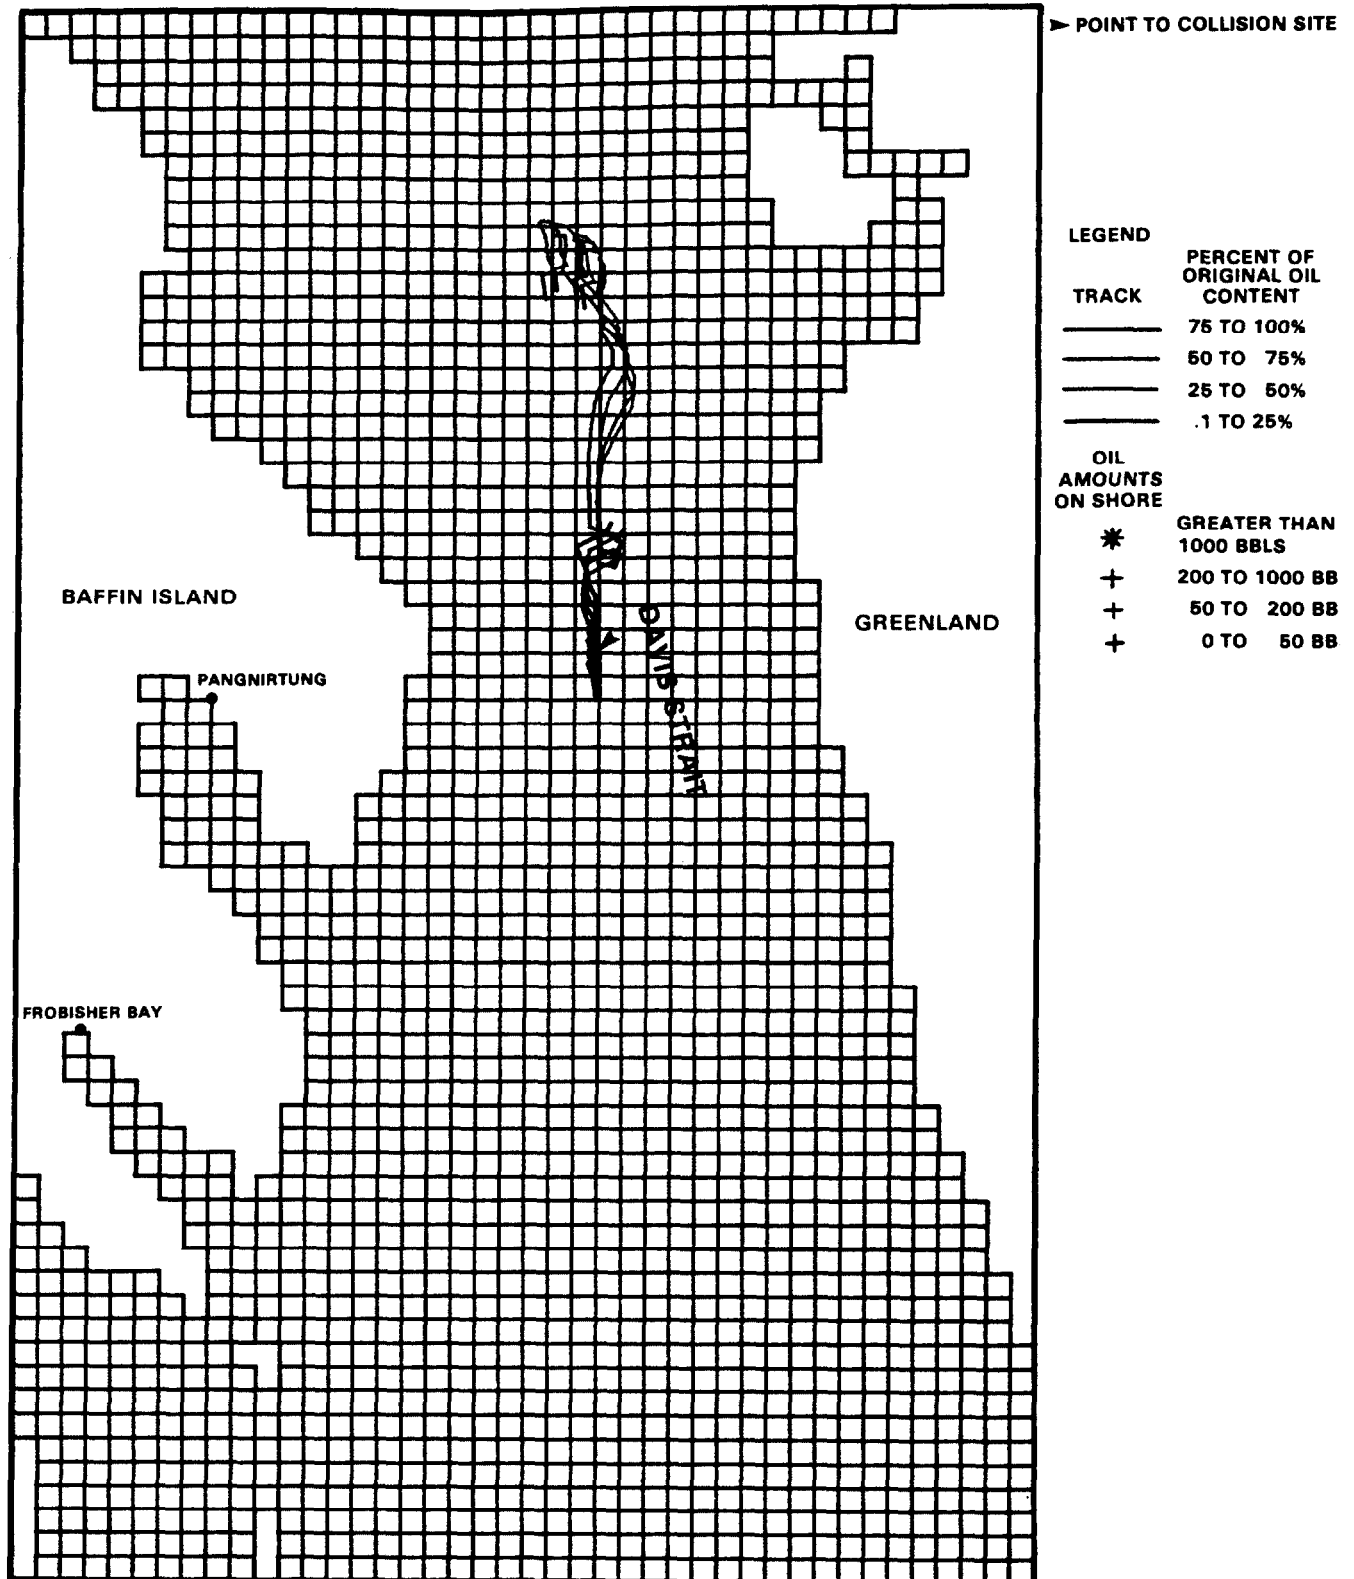 POINT TO COLLISION SITE
LEGEND
TRACK
PERCENT OF
ORIGINAL OIL
CONTENT
75 TO 100%
50 TO 75%
25 TO 50%
.1 TO 25%
OIL
AMOUNTS
ON SHORE
GREATER THAN
1000 BBLS
200 TO 1000 BB
50 TO 200 BB
0 TO 50 BB
BAFFIN ISLAND
GREENLAND
DAVIS STRAIT
PANGNIRTUNG
FROBISHER BAY